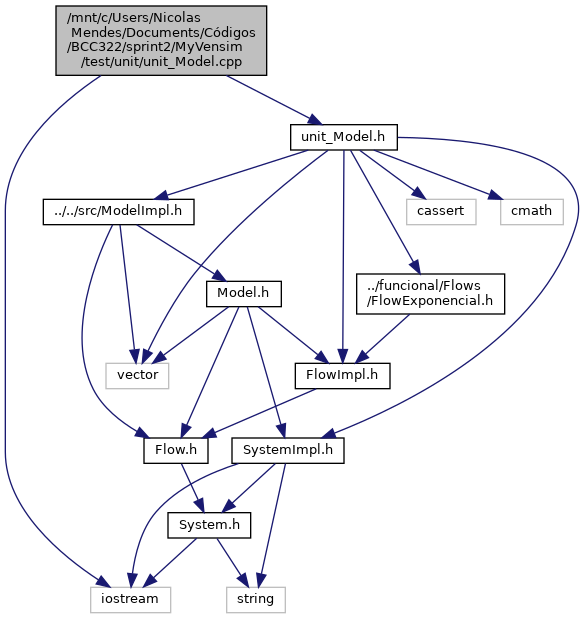 /mnt/c/Users/Nicolas
Mendes/Documents/Códigos
/BCC322/sprint2/MyVensim
/test/unit/unit_Model.cpp
unit_Model.h
../../src/ModelImpl.h
cassert
cmath
Model.h
../funcional/Flows
/FlowExponencial.h
vector
FlowImpl.h
Flow.h
SystemImpl.h
System.h
iostream
string